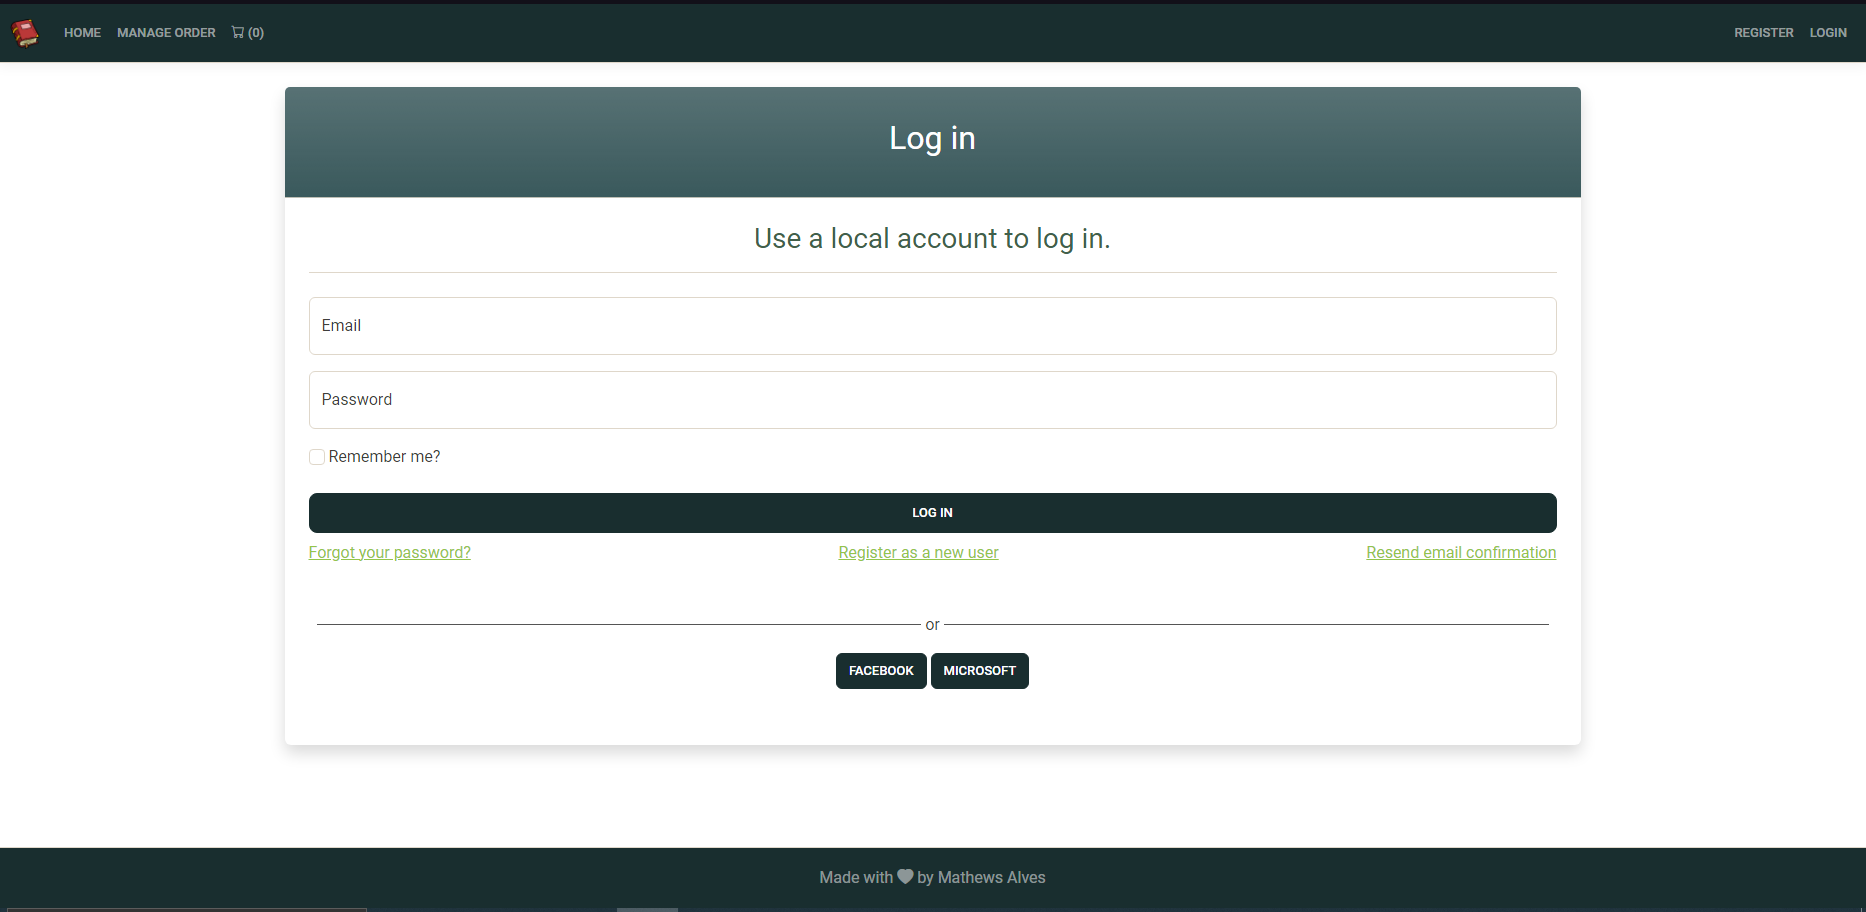 HOME MANAGE ORDER (0) REGISTER LOGIN
Log in
Use a local account to log in.
Email
Password
Remember me?
LOG IN
Forgot your password? Register as a new user Resend email confirmation
or
FACEBOOK MICROSOFT
Made with by Mathews Alves